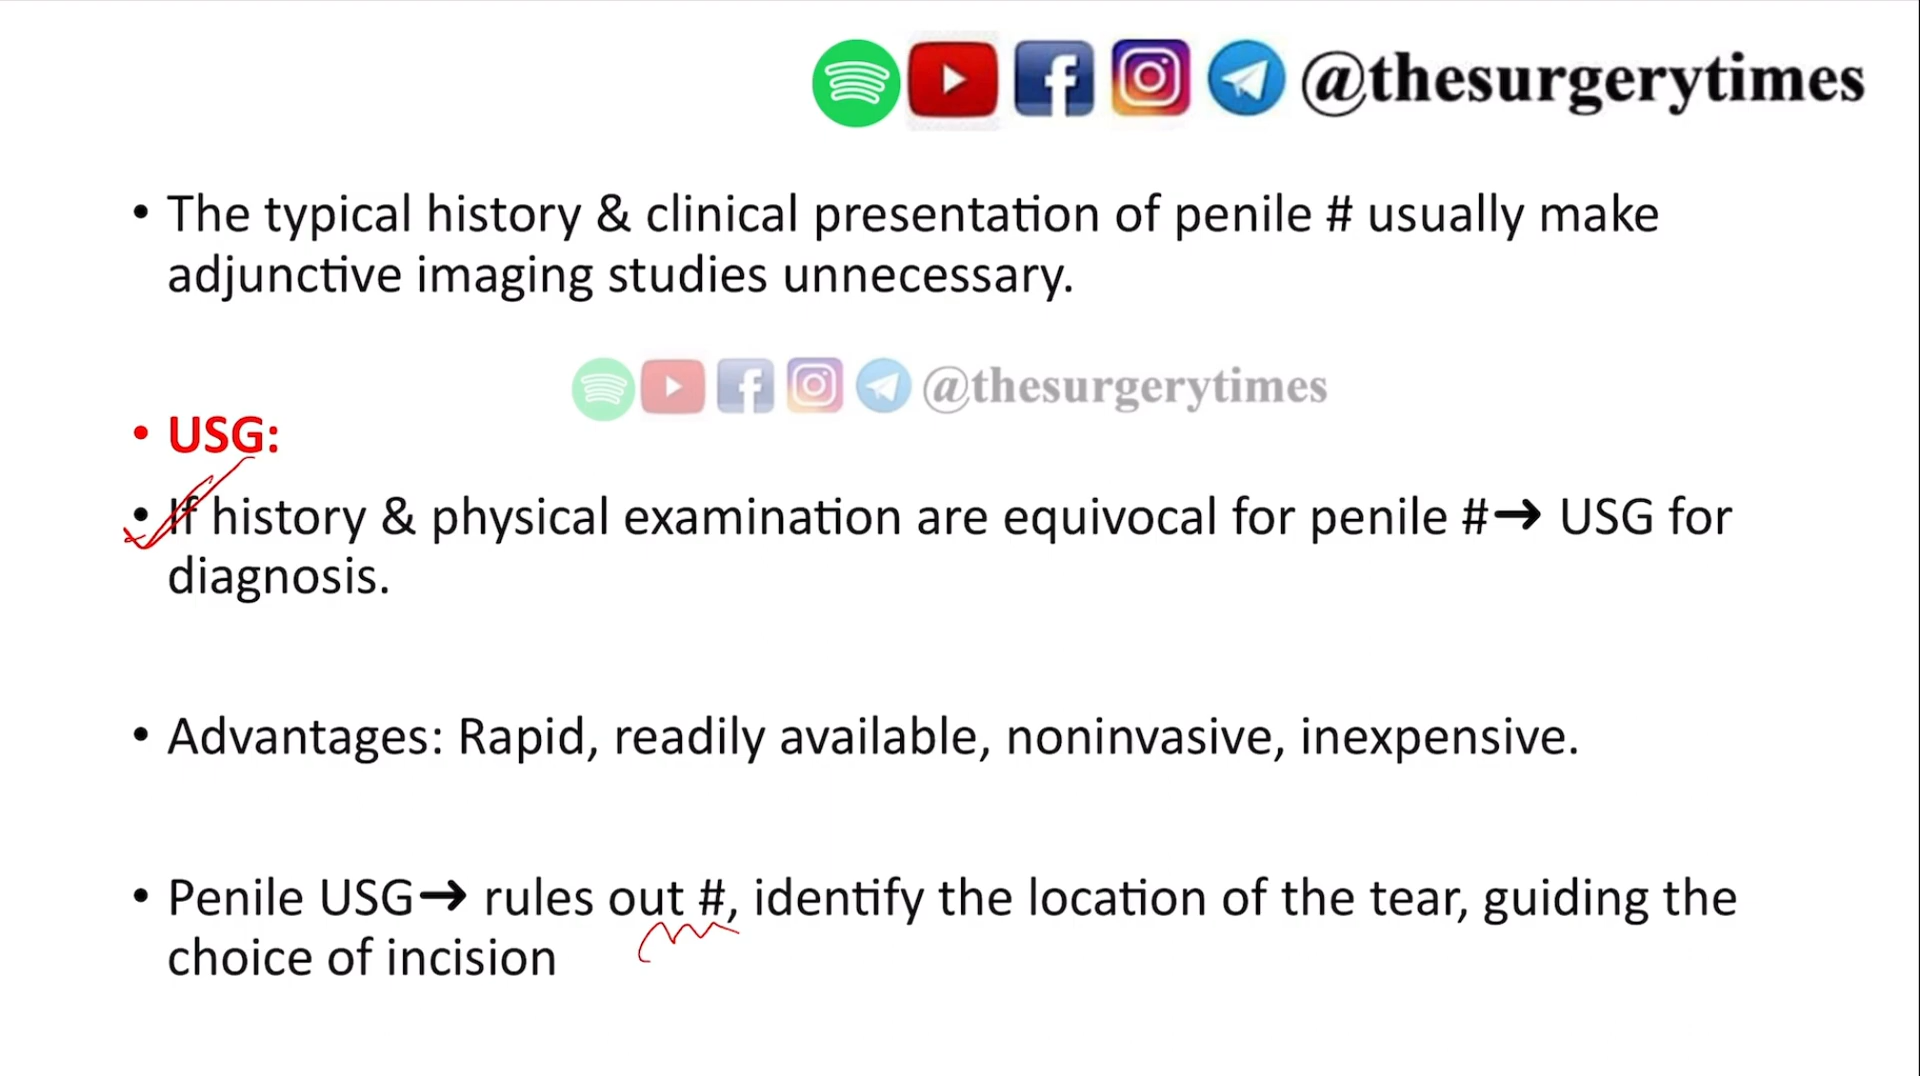 @thesurgerytimes
• The typical history & clinical presentation of penile # usually make
adjunctive imaging studies unnecessary.
@thesurgerytimes
• USG:
• If history & physical examination are equivocal for penile #→ USG for
diagnosis.
• Advantages: Rapid, readily available, noninvasive, inexpensive.
• Penile USG→ rules out #, identify the location of the tear, guiding the
choice of incision